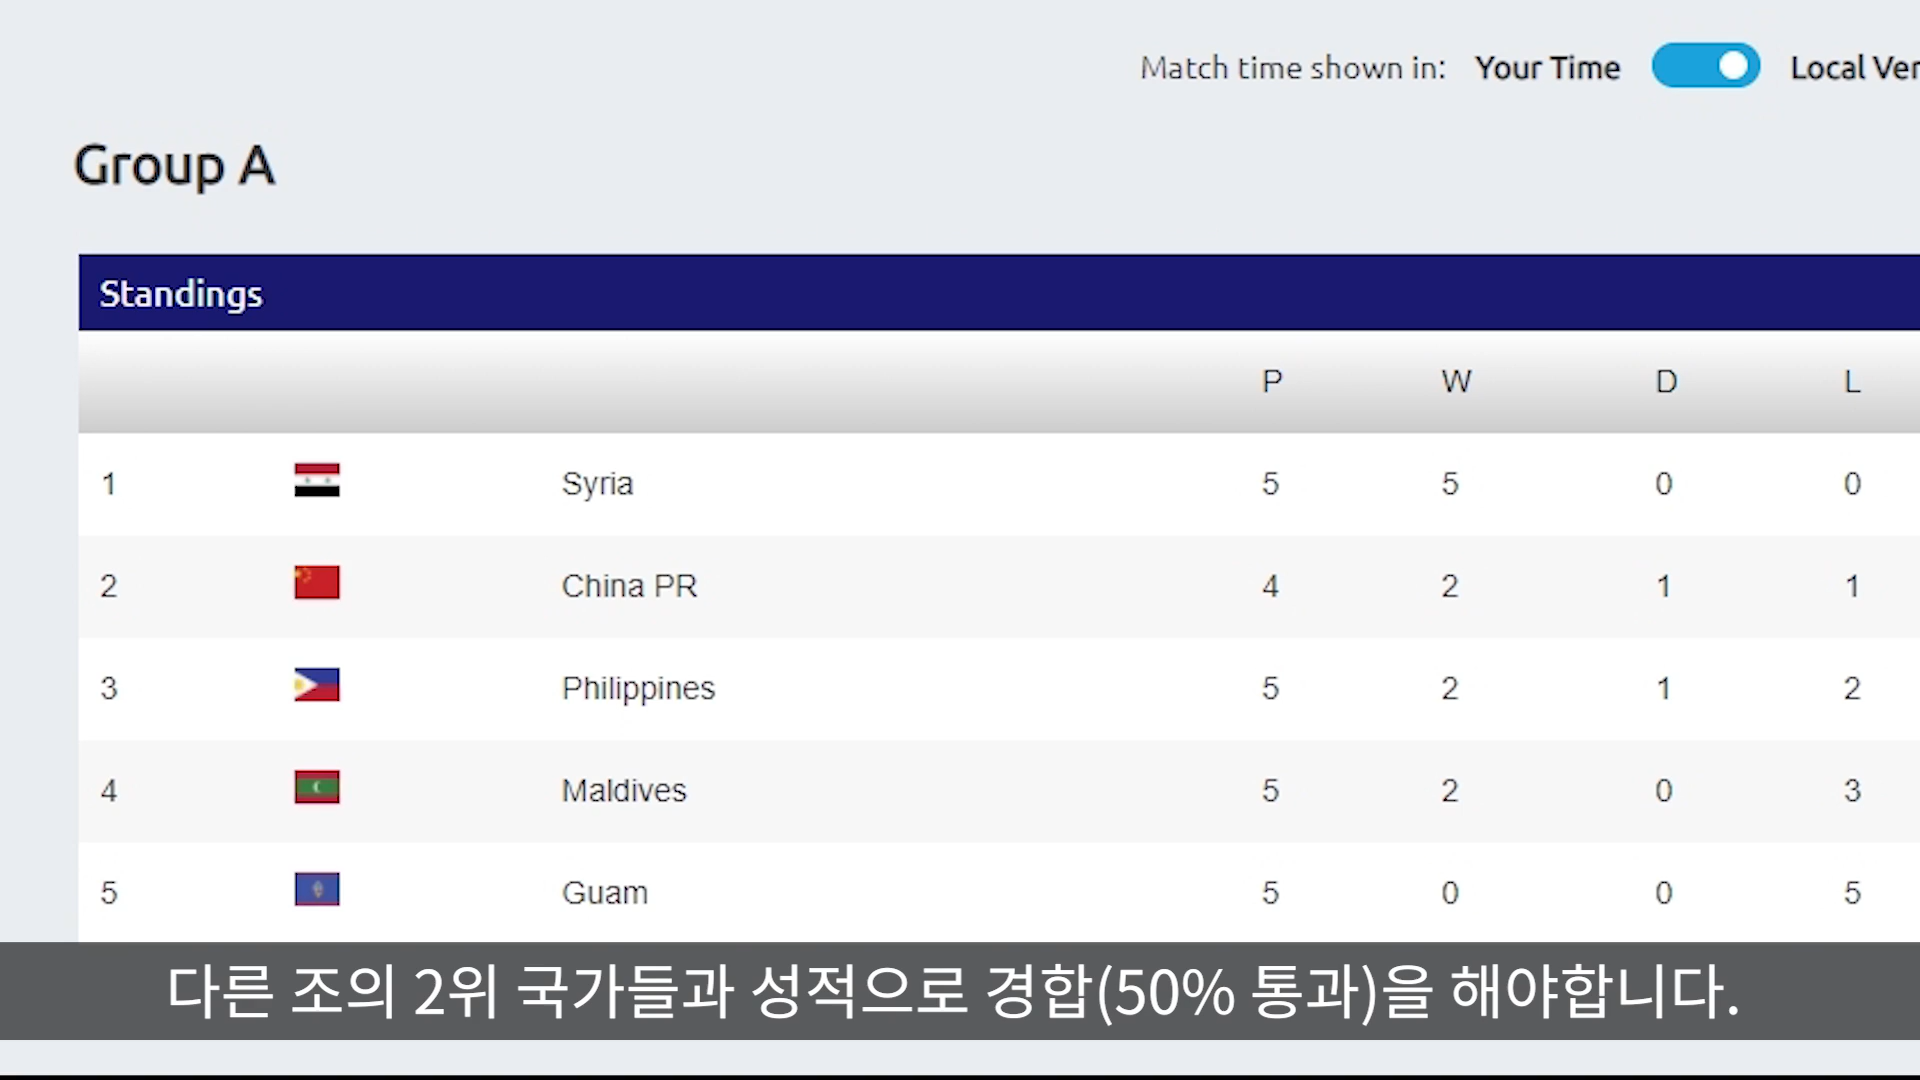 Match time shown in: Your Time Local Ver
Group A
Standings
P W D L
1 Syria 5 5 0 0
2 China PR 4 2 1 1
3 Philippines 5 2 1 2
4 Maldives 5 2 0 3
5 Guam 5 0 0 5
다른 조의 2위 국가들과 성적으로 경합(50% 통과)을 해야합니다.